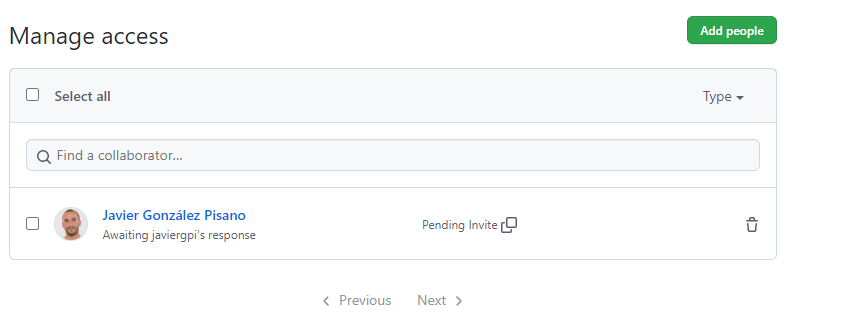 Manage access
Add people
Select all
Type
Find a collaborator...
Javier González Pisano
Awaiting javiergpi's response
Pending Invite
Previous
Next